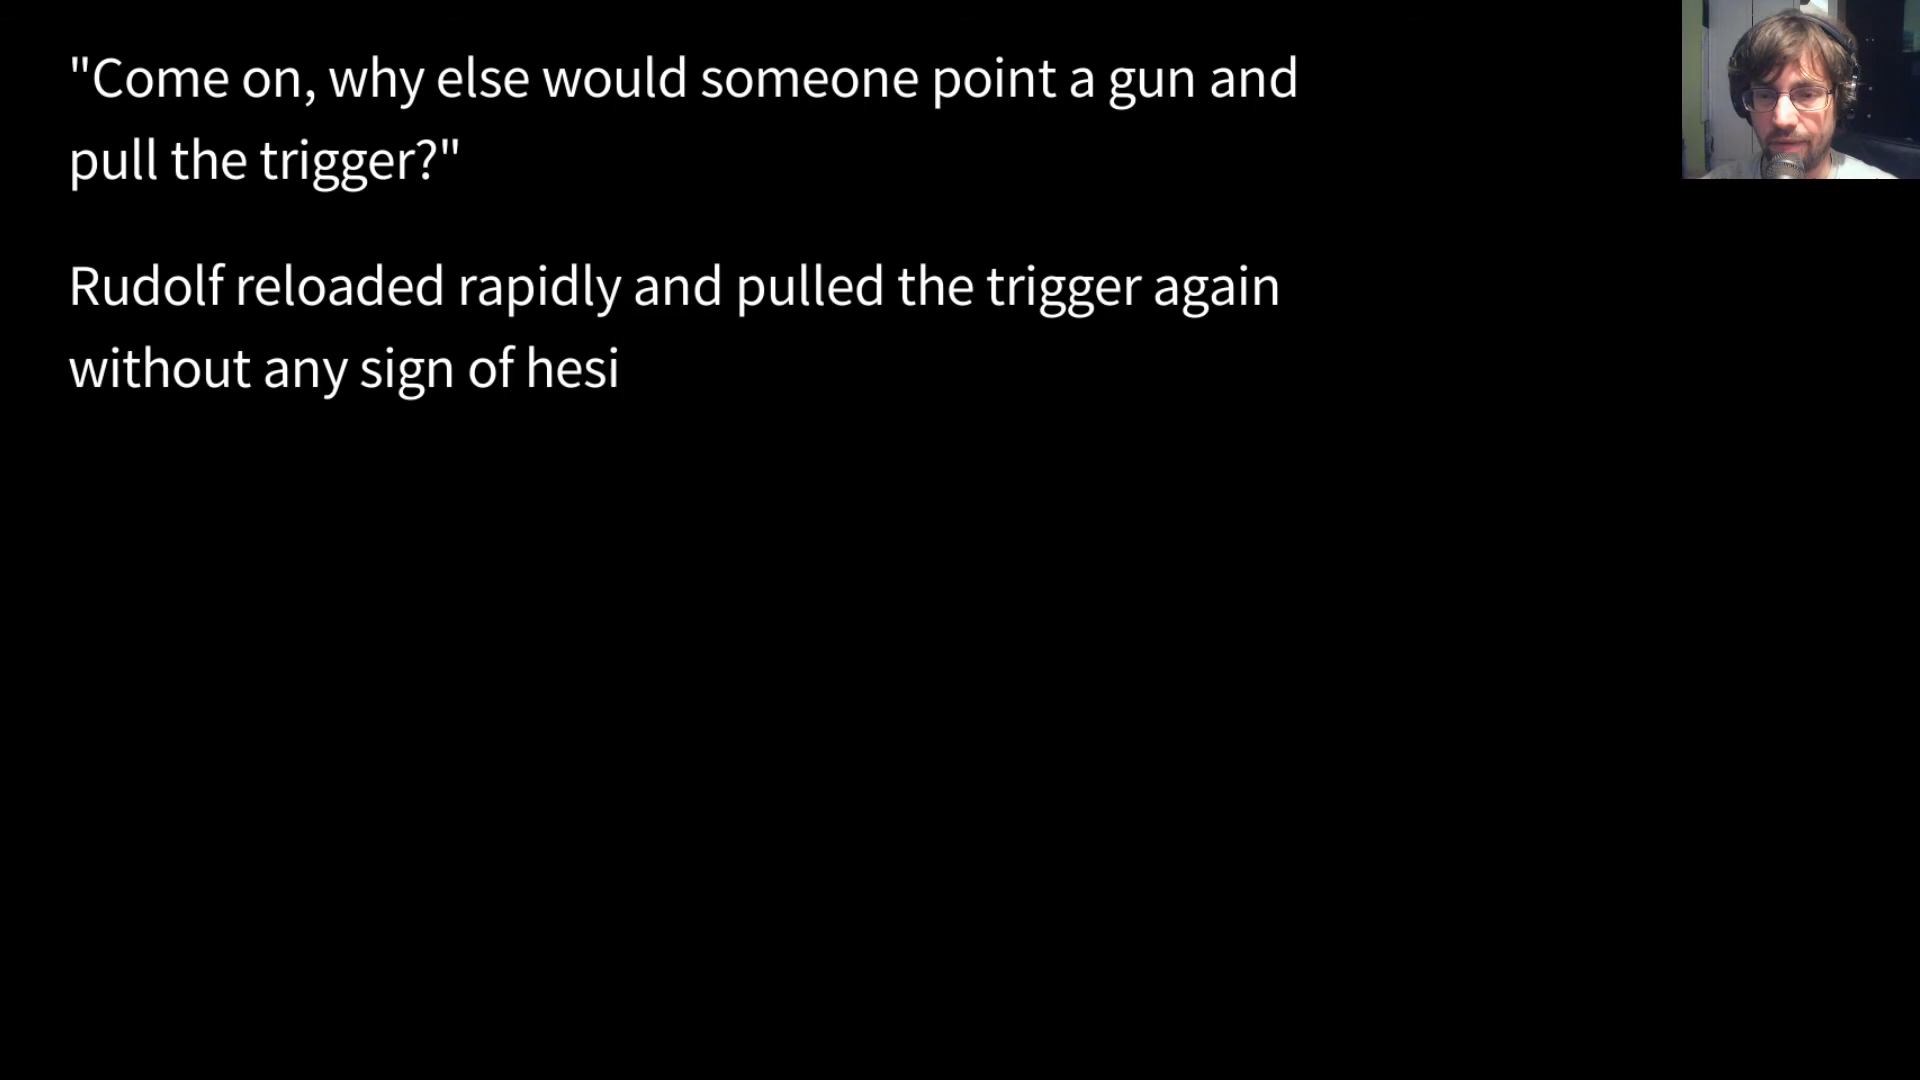 "Come on, why else would someone point a gun and
pull the trigger?"
Rudolf reloaded rapidly and pulled the trigger again
without any sign of hesi